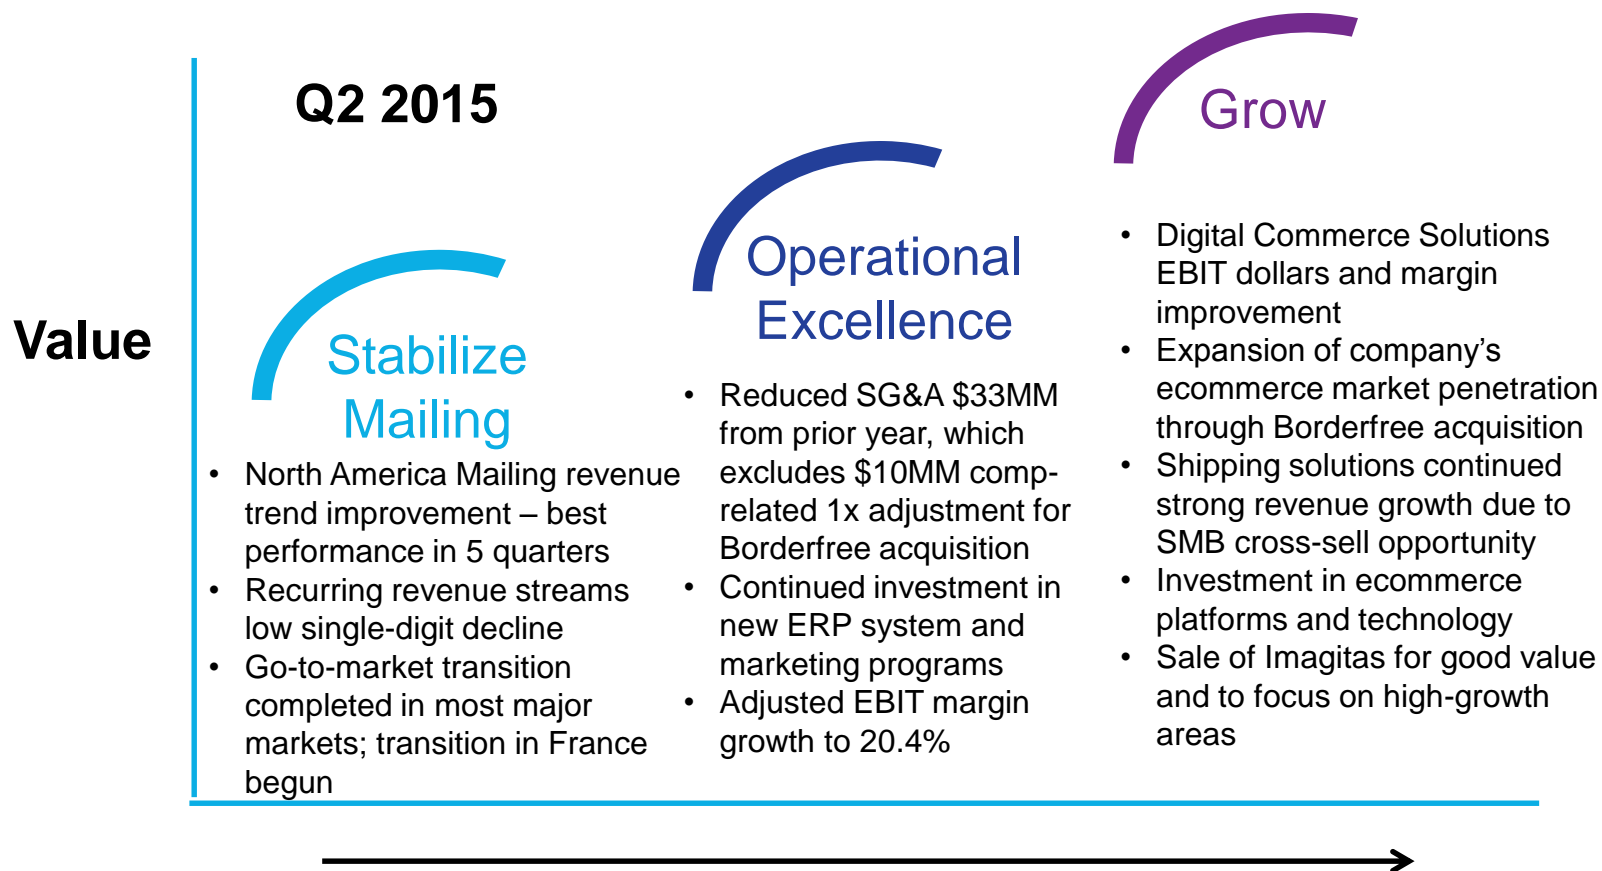 Q2 2015
Value
Stabilize
Mailing
• North America Mailing revenue
trend improvement – best
performance in 5 quarters
• Recurring revenue streams
low single-digit decline
• Go-to-market transition
completed in most major
markets; transition in France
begun
Operational
Excellence
• Reduced SG&A $33MM
from prior year, which
excludes $10MM comp-
related 1x adjustment for
Borderfree acquisition
• Continued investment in
new ERP system and
marketing programs
• Adjusted EBIT margin
growth to 20.4%
Grow
• Digital Commerce Solutions
EBIT dollars and margin
improvement
• Expansion of company’s
ecommerce market penetration
through Borderfree acquisition
• Shipping solutions continued
strong revenue growth due to
SMB cross-sell opportunity
• Investment in ecommerce
platforms and technology
• Sale of Imagitas for good value
and to focus on high-growth
areas